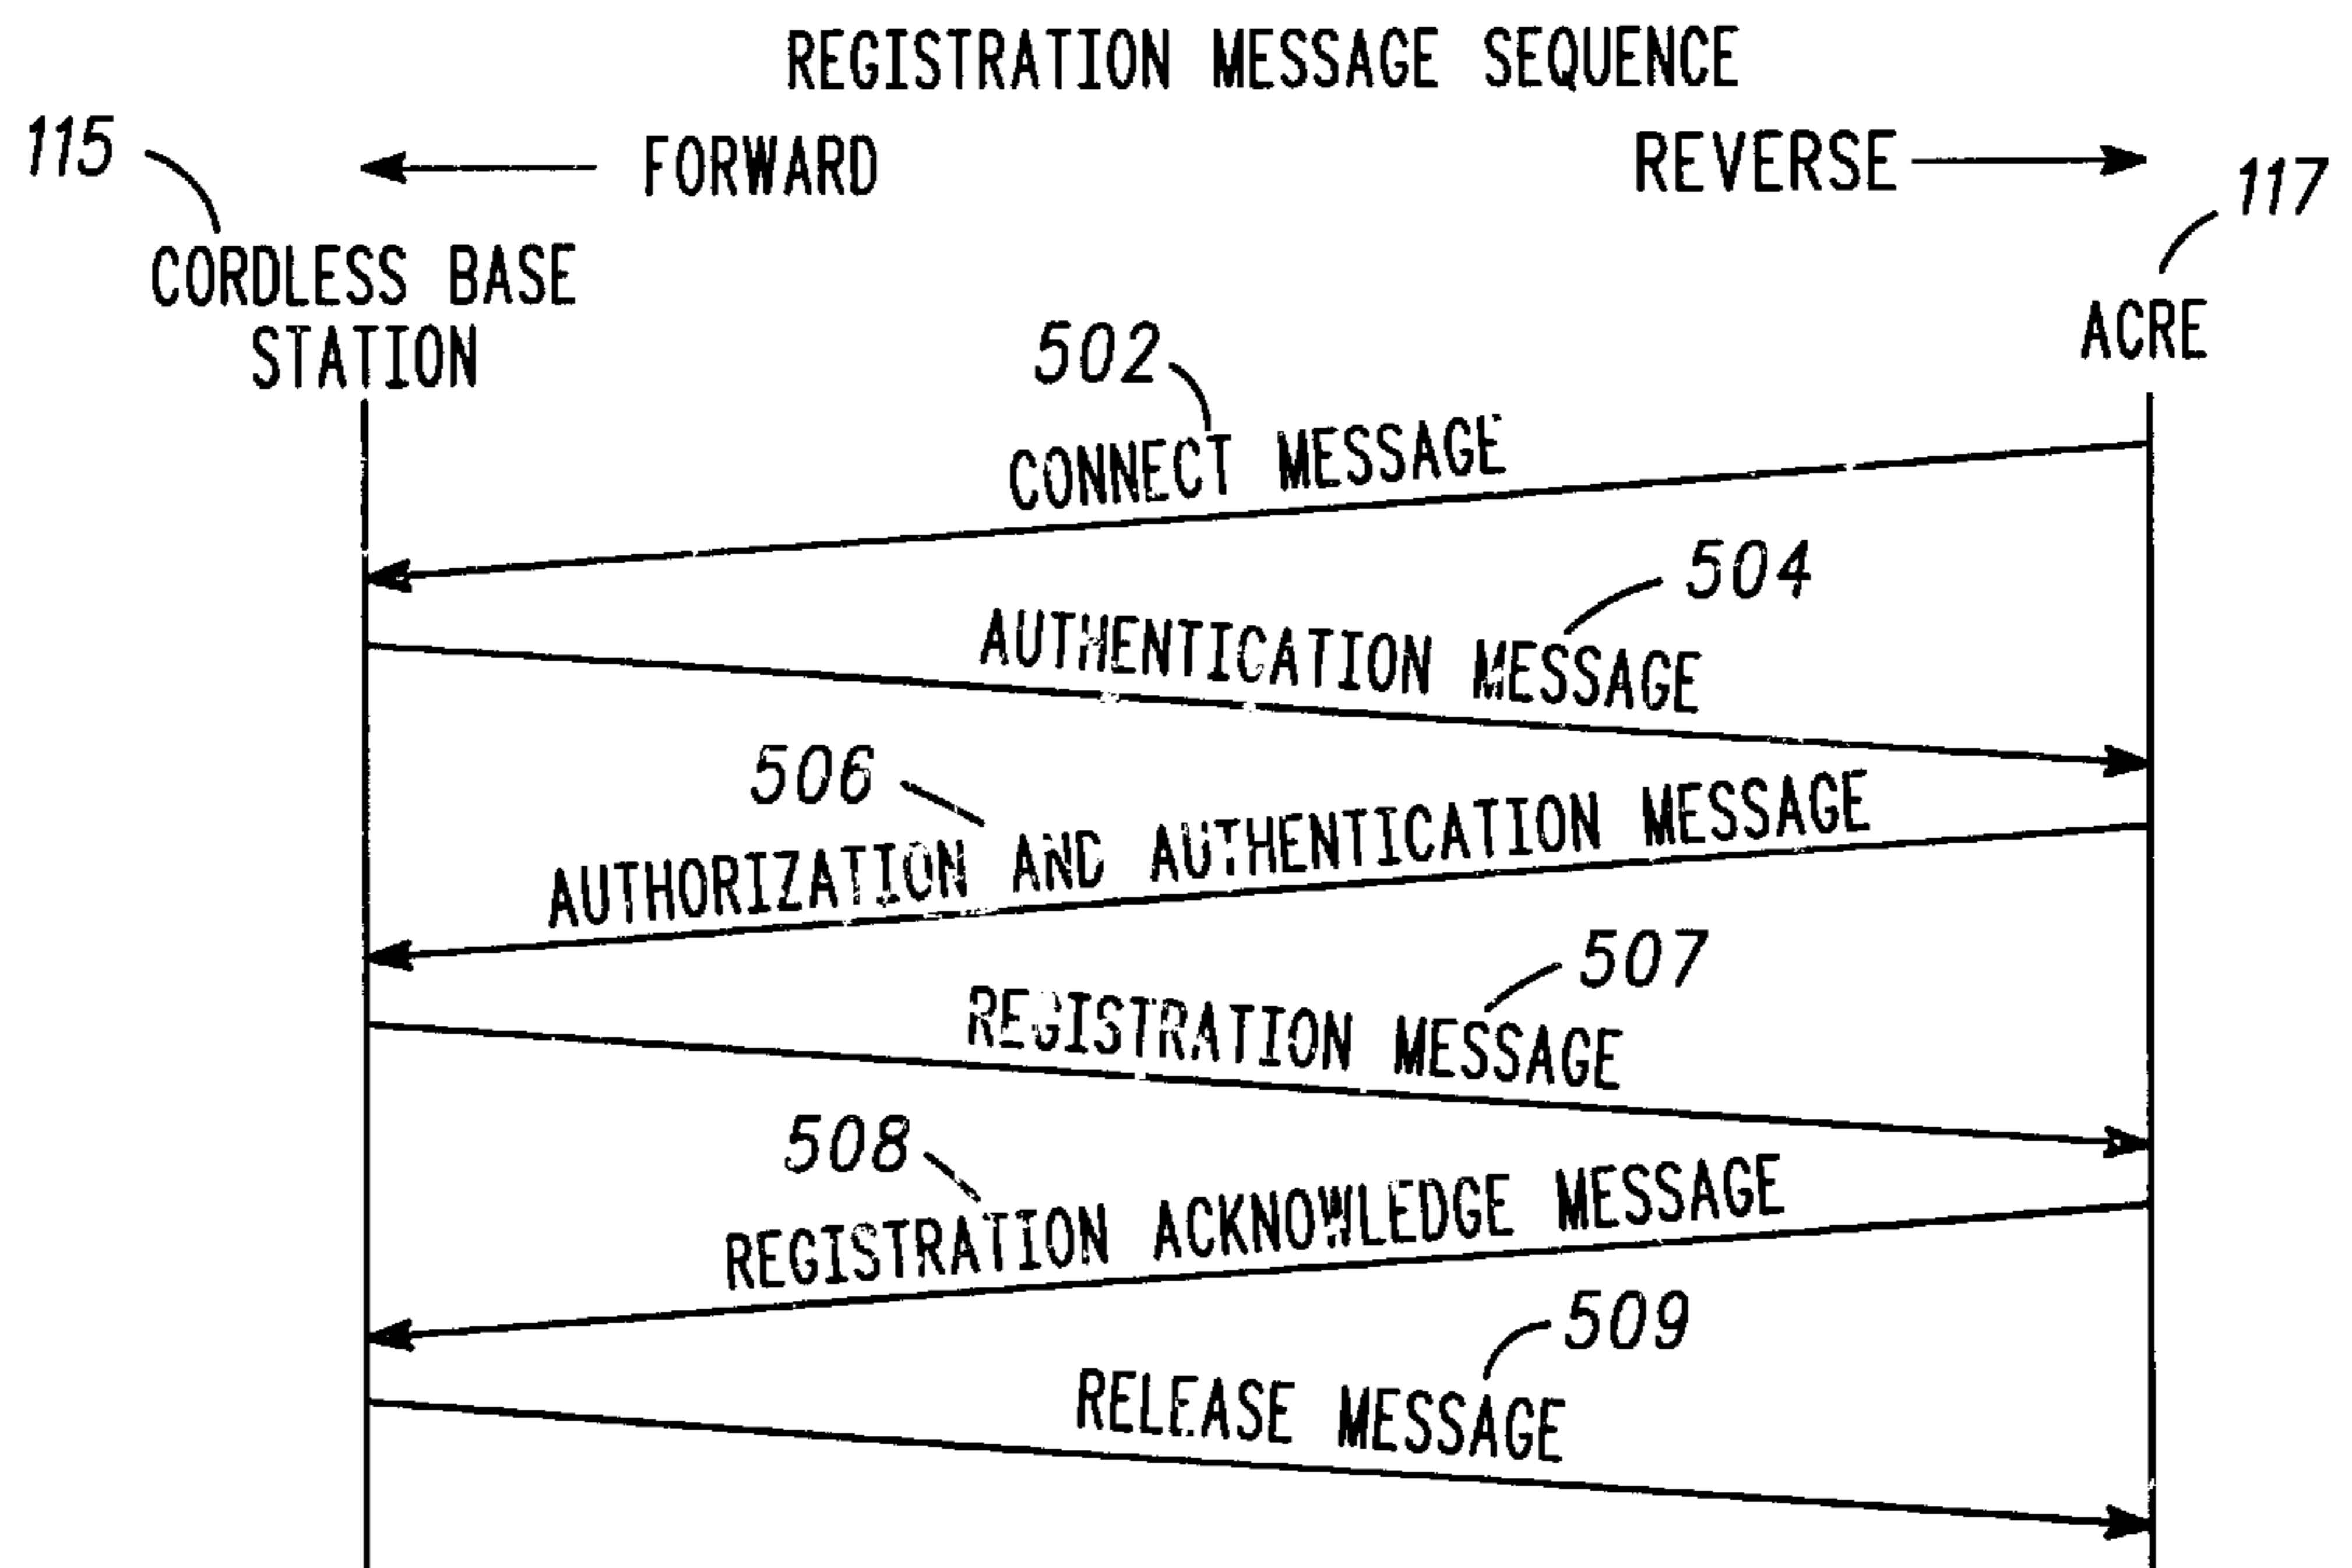 REGISTRATION MESSAGE SEQUENCE
115
FORWARD
REVERSE
117
CORDLESS BASE
STATION
ACRE
502
CONNECT MESSAGE
504
AUTHENTICATION MESSAGE
506
AUTHORIZATION AND AUTHENTICATION MESSAGE
507
REGISTRATION MESSAGE
508
REGISTRATION ACKNOWLEDGE MESSAGE
509
RELEASE MESSAGE